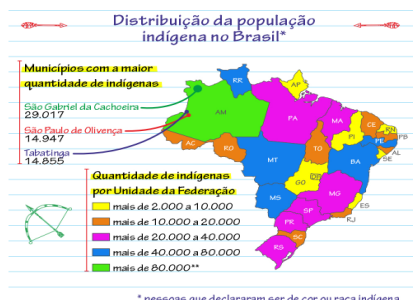 Distribuição da população
indígena no Brasil*
Municípios com a maior
quantidade de indígenas
São Gabriel da Cachoeira
29.017
São Paulo de Olivença
14.947
Tabatinga
14.855
RR
AP
AM
PA
MA
CE
RN
PB
PE
AL
SE
PI
AC
RO
TO
MT
BA
DF
GO
MG
ES
MS
SP
RJ
PR
SC
RS
Quantidade de indígenas
por Unidade da Federação
mais de 2.000 a 10.000
mais de 10.000 a 20.000
mais de 20.000 a 40.000
mais de 40.000 a 80.000
mais de 80.000**
* pessoas que declararam ser de cor ou raça indígena